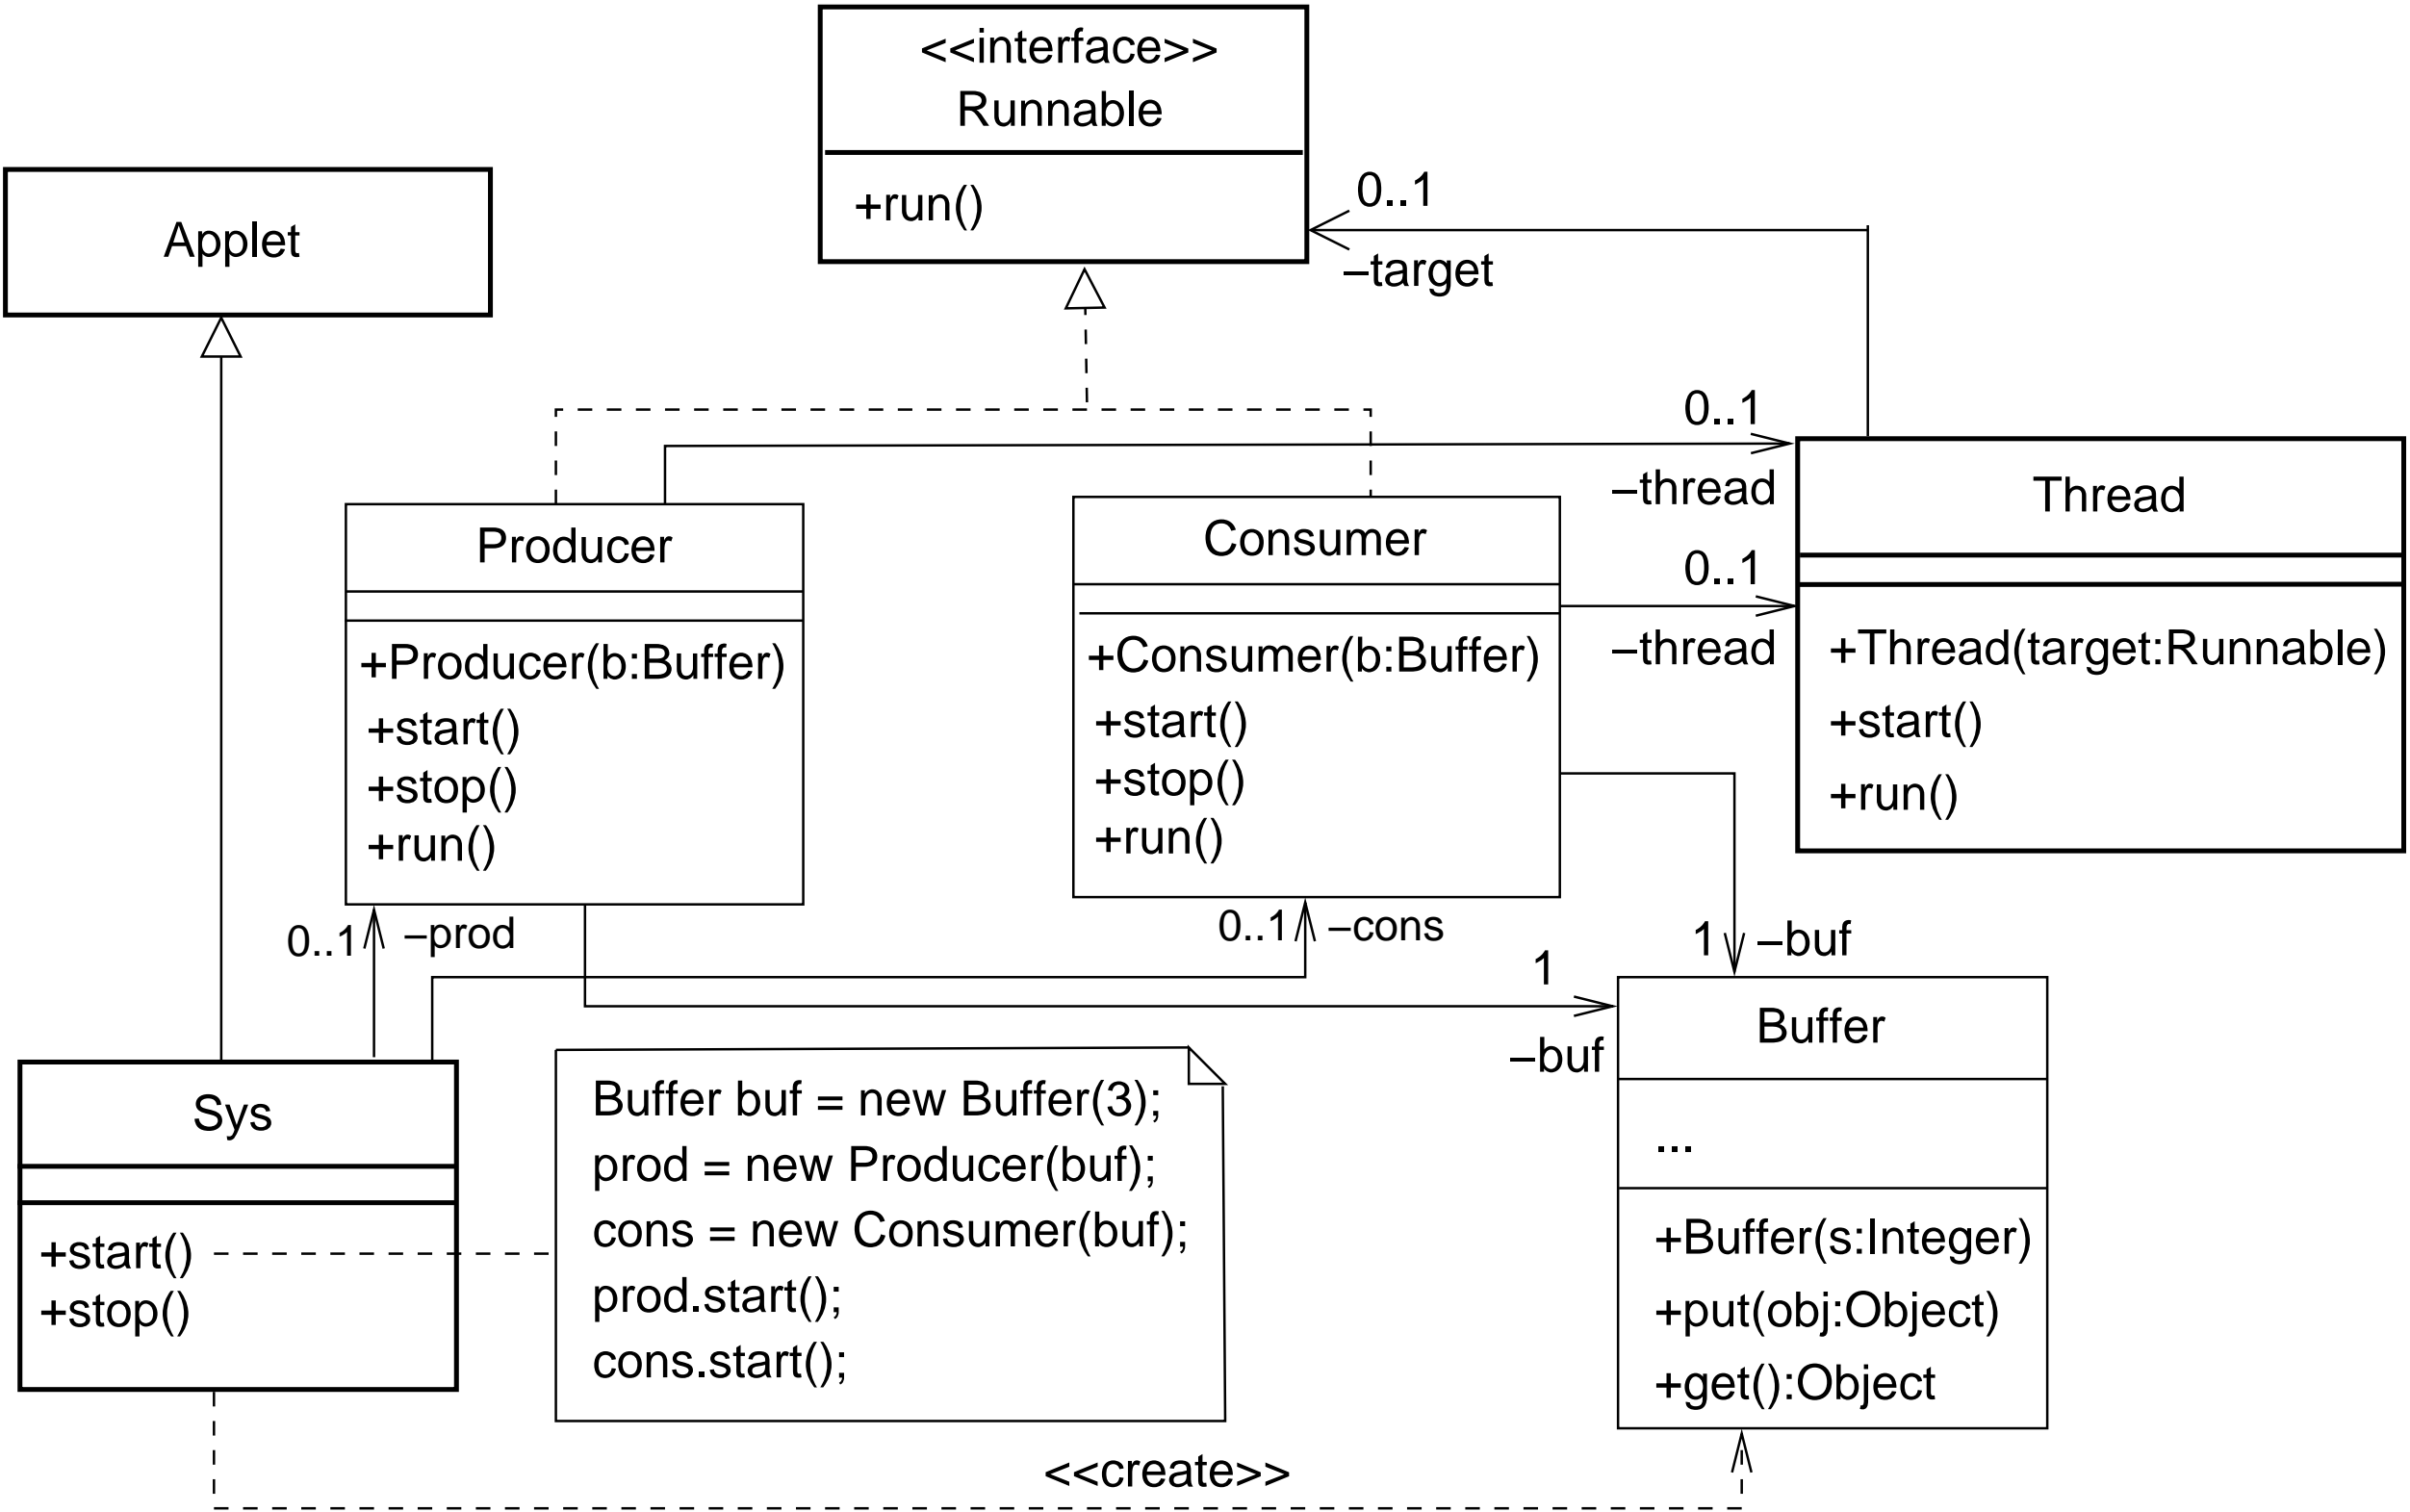 <<interface>>
Runnable
+run()
0..1
–target
Applet
0..1
–thread
Thread
+Thread(target:Runnable)
+start()
+run()
Producer
+Producer(b:Buffer)
+start()
+stop()
+run()
Consumer
+Consumer(b:Buffer)
+start()
+stop()
+run()
0..1
–thread
0..1
–prod
0..1
–cons
1
–buf
1
–buf
Sys
+start()
+stop()
Buffer buf = new Buffer(3);
prod = new Producer(buf);
cons = new Consumer(buf);
prod.start();
cons.start();
Buffer
...
+Buffer(s:Integer)
+put(obj:Object)
+get():Object
<<create>>